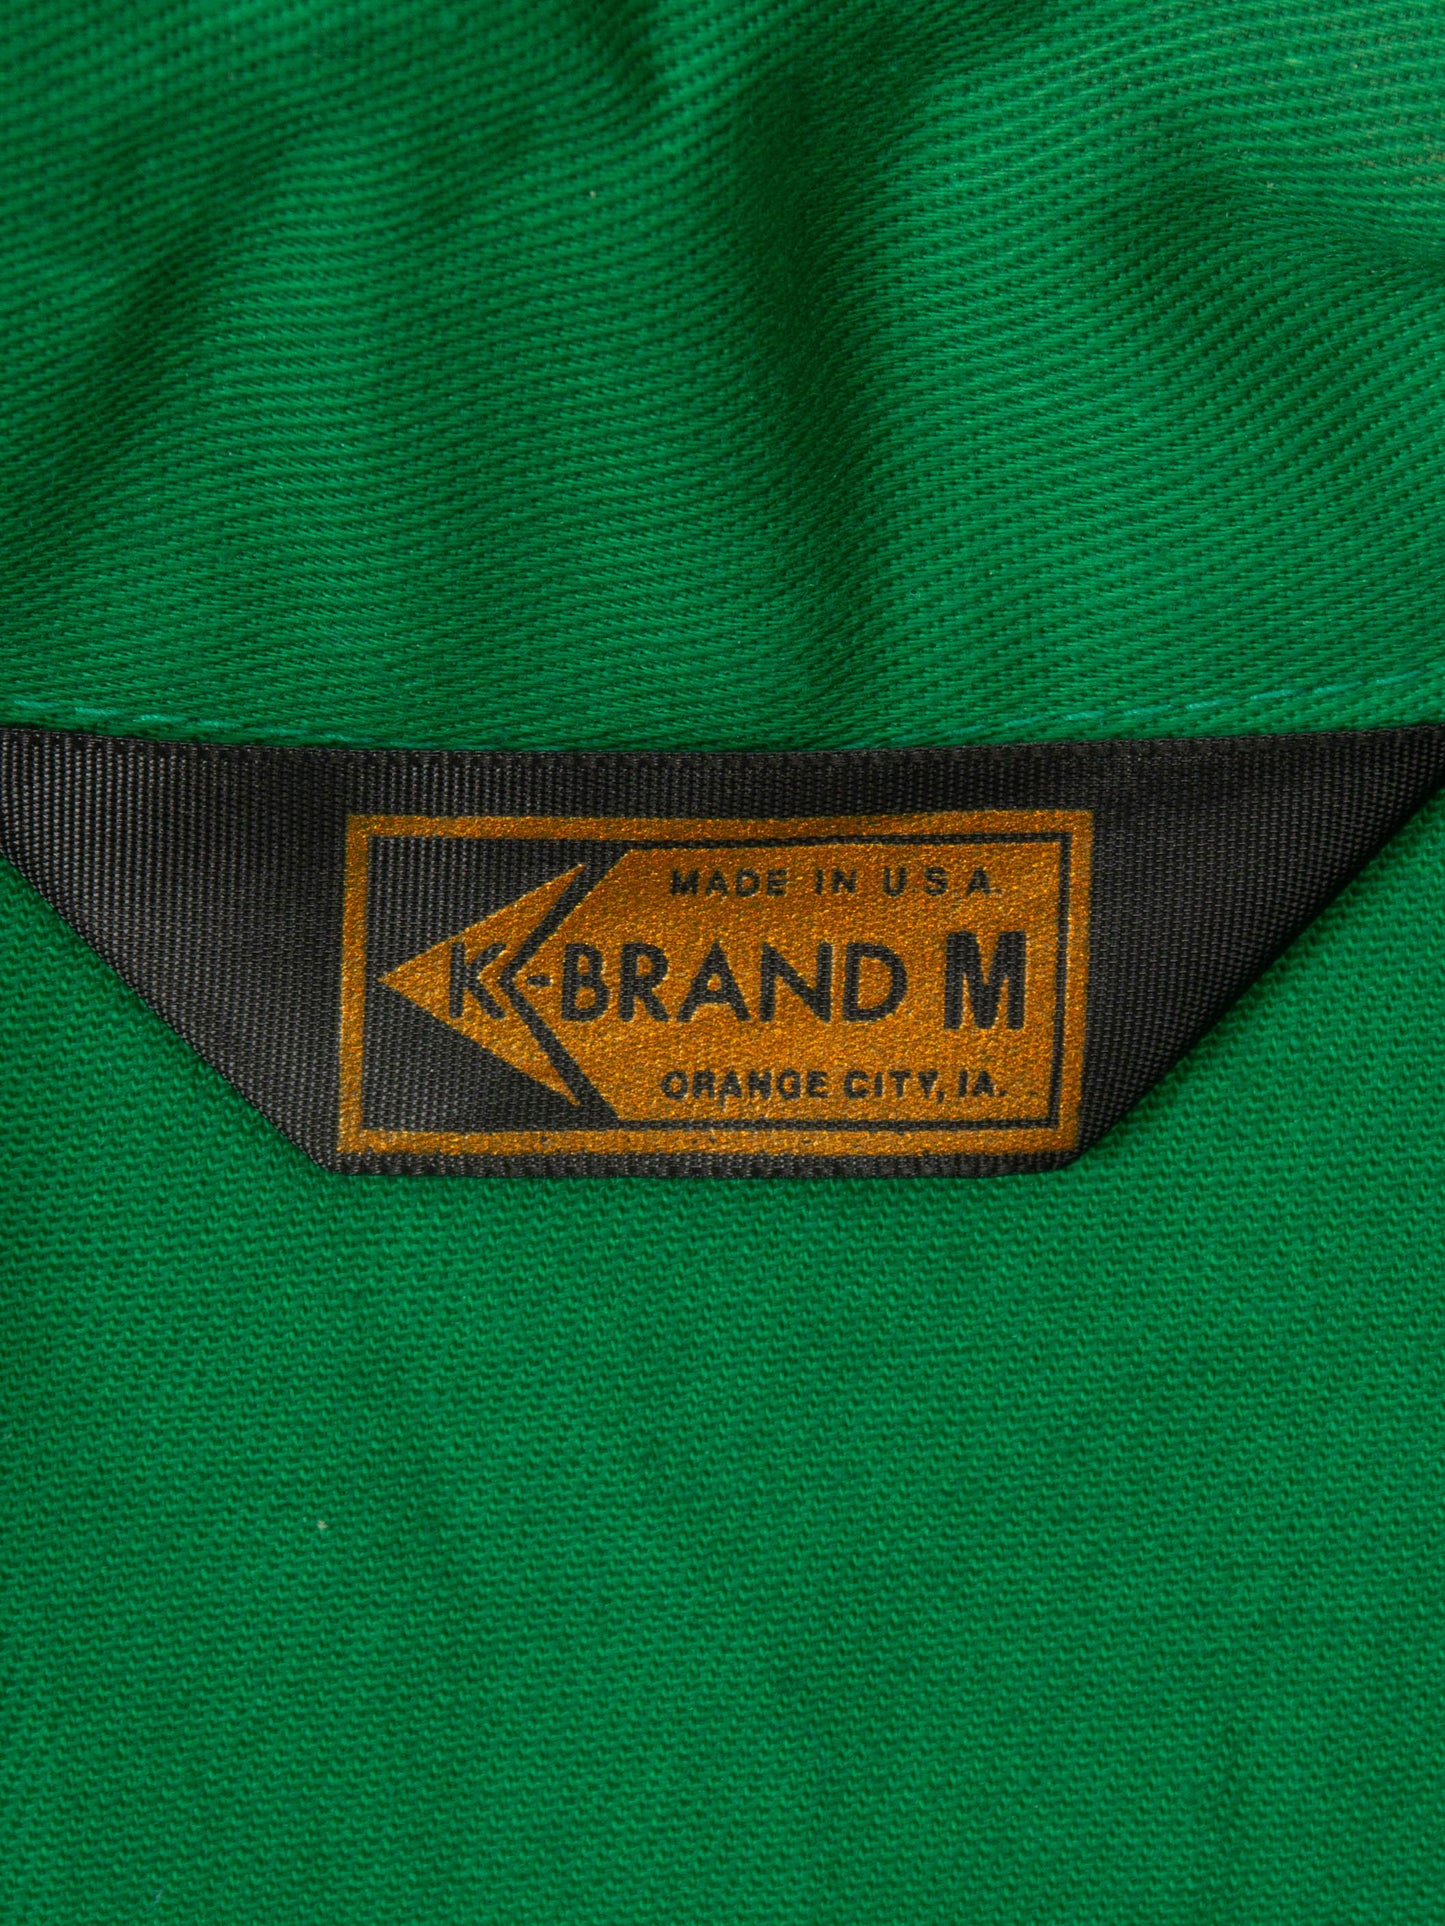 MADE IN U.S.A.
K-BRAND M
ORANGE CITY, IA.